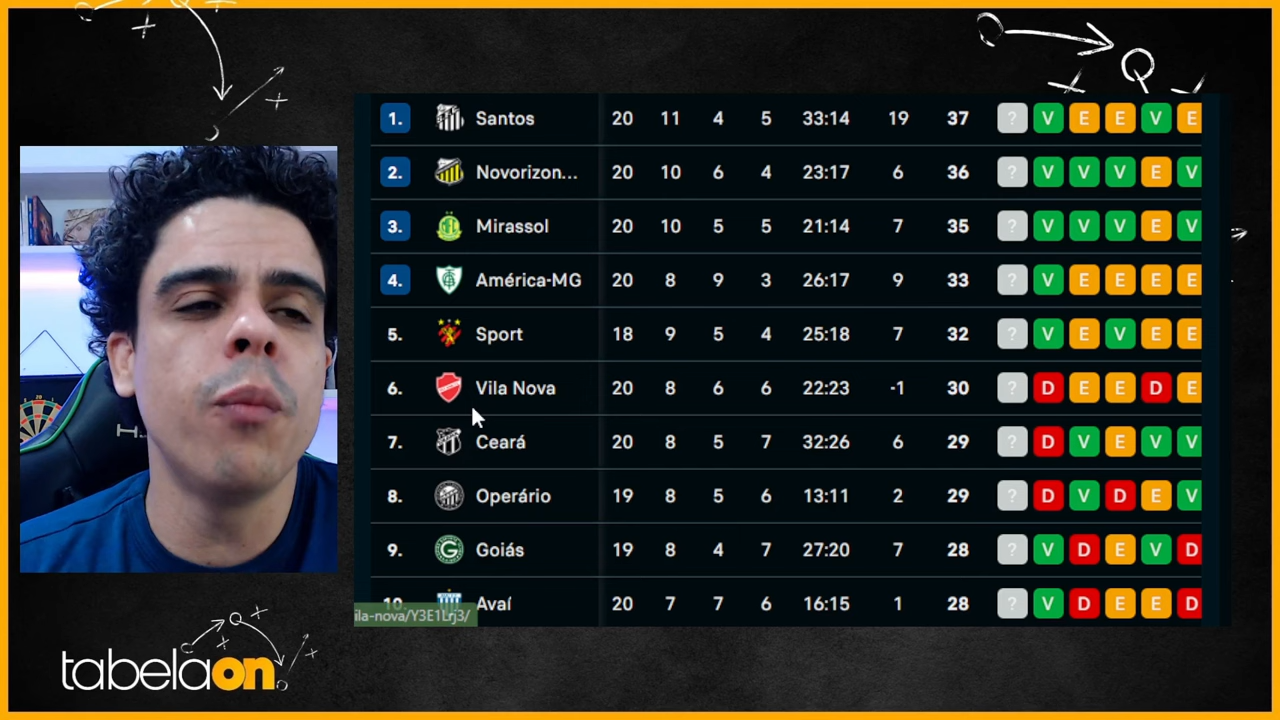 1. Santos 20 11 4 5 33:14 19 37 ? V E E V E
2. Novorizon... 20 10 6 4 23:17 6 36 ? V V V E V
3. Mirassol 20 10 5 5 21:14 7 35 ? V V V E V
4. América-MG 20 8 9 3 26:17 9 33 ? V E E E E
5. Sport 18 9 5 4 25:18 7 32 ? V E V E E
6. Vila Nova 20 8 6 6 22:23 -1 30 ? D E E D E
7. Ceará 20 8 5 7 32:26 6 29 ? D V E V V
8. Operário 19 8 5 6 13:11 2 29 ? D V D E V
9. Goiás 19 8 4 7 27:20 7 28 ? V D E V D
10. Avaí 20 7 7 6 16:15 1 28 ? V D E E D
ila-nova/Y3E1Lrj3/
tabelaon